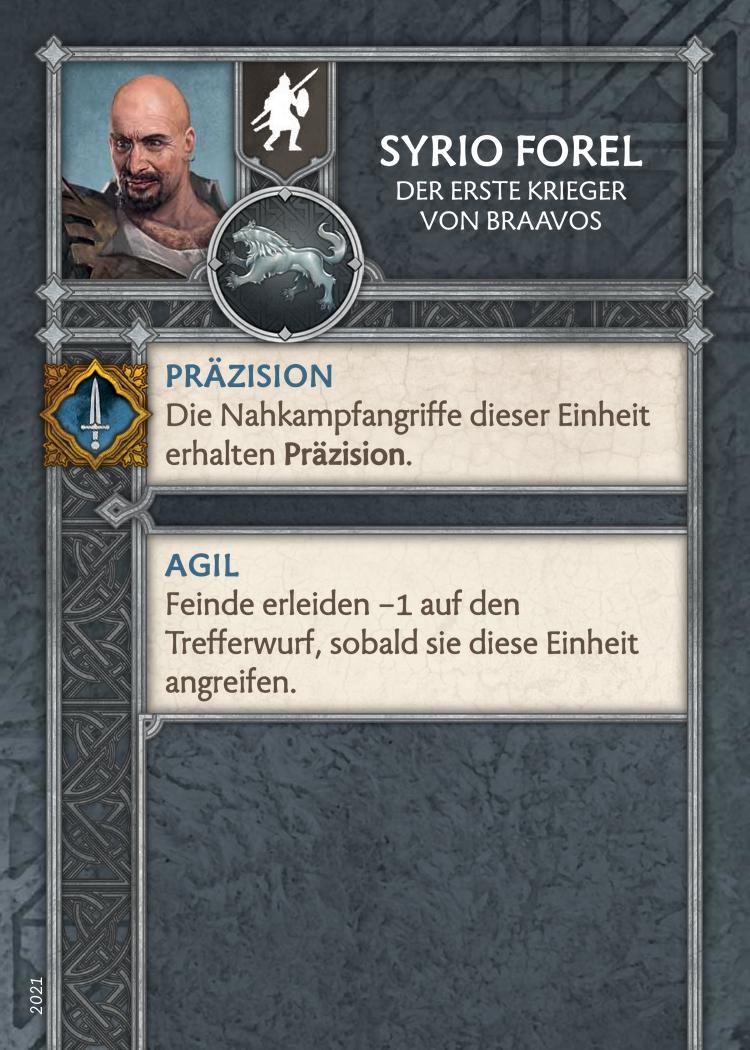 SYRIO FOREL
DER ERSTE KRIEGER
VON BRAAVOS
PRÄZISION
Die Nahkampfangriffe dieser Einheit
erhalten Präzision.
AGIL
Feinde erleiden −1 auf den
Trefferwurf, sobald sie diese Einheit
angreifen.
2021